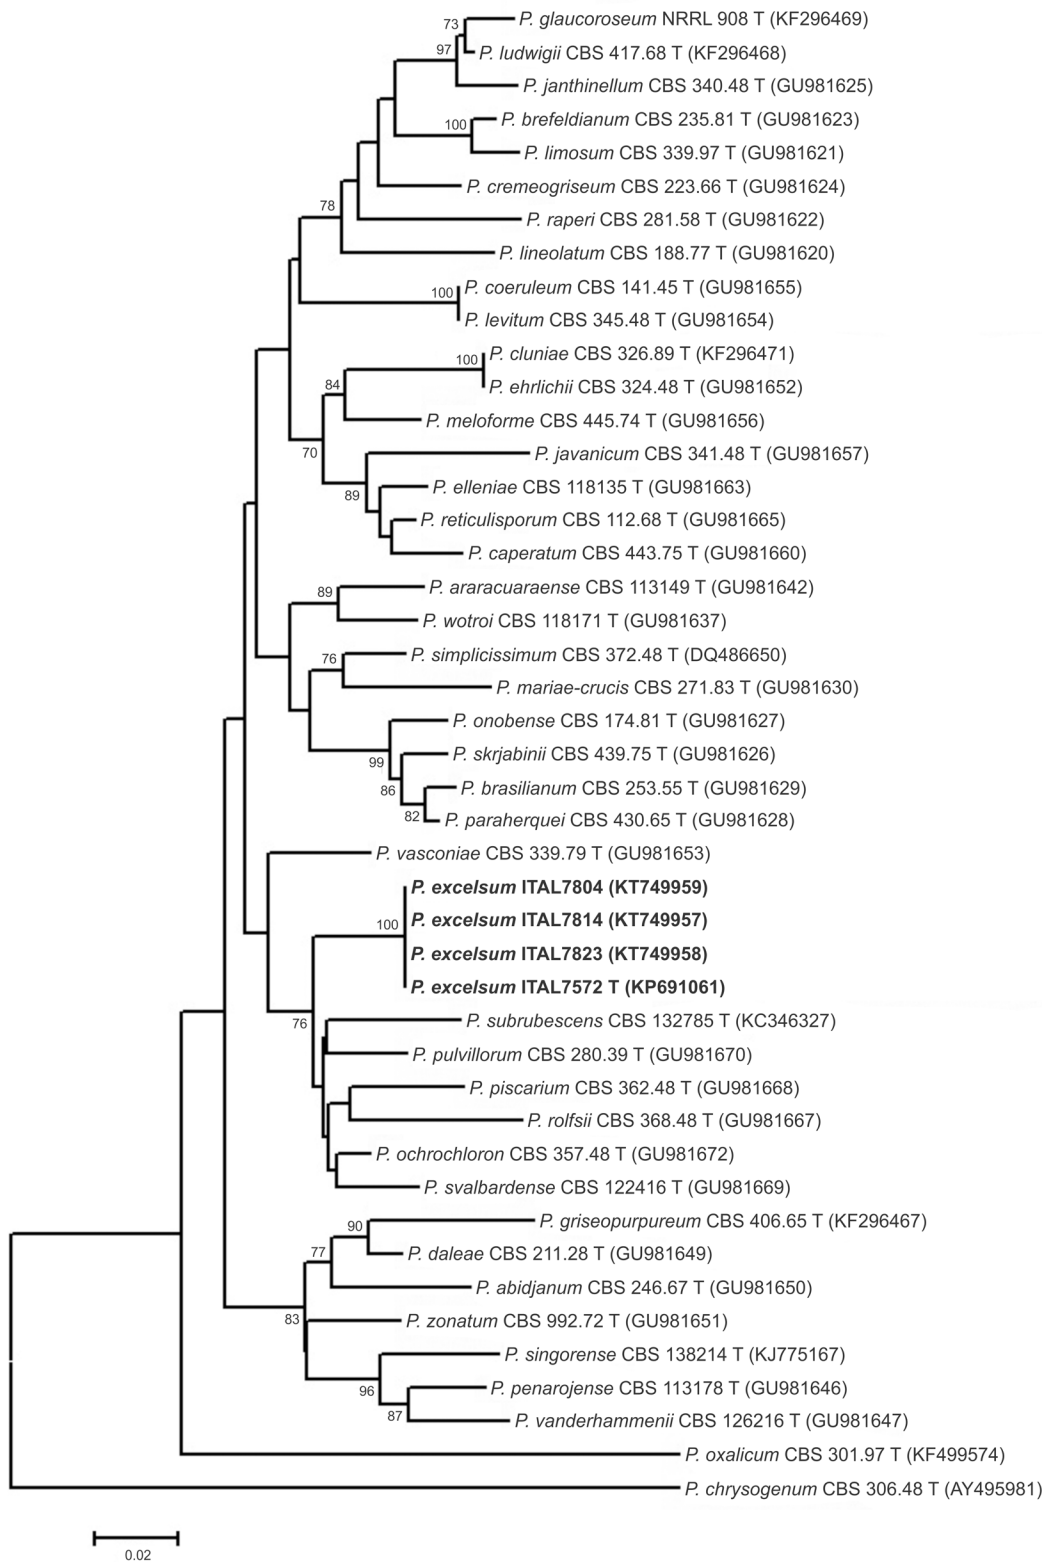 73
P. glaucoroseum NRRL 908 T (KF296469)
97
P. ludwigii CBS 417.68 T (KF296468)
P. janthinellum CBS 340.48 T (GU981625)
100
P. brefeldianum CBS 235.81 T (GU981623)
P. limosum CBS 339.97 T (GU981621)
P. cremeogriseum CBS 223.66 T (GU981624)
78
P. raperi CBS 281.58 T (GU981622)
P. lineolatum CBS 188.77 T (GU981620)
100
P. coeruleum CBS 141.45 T (GU981655)
P. levitum CBS 345.48 T (GU981654)
100
P. cluniae CBS 326.89 T (KF296471)
84
P. ehrlichii CBS 324.48 T (GU981652)
P. meloforme CBS 445.74 T (GU981656)
70
P. javanicum CBS 341.48 T (GU981657)
89
P. elleniae CBS 118135 T (GU981663)
P. reticulisporum CBS 112.68 T (GU981665)
P. caperatum CBS 443.75 T (GU981660)
89
P. araracuaraense CBS 113149 T (GU981642)
P. wotroi CBS 118171 T (GU981637)
76
P. simplicissimum CBS 372.48 T (DQ486650)
P. mariae-crucis CBS 271.83 T (GU981630)
P. onobense CBS 174.81 T (GU981627)
99
P. skrjabinii CBS 439.75 T (GU981626)
86
P. brasilianum CBS 253.55 T (GU981629)
82
P. paraherquei CBS 430.65 T (GU981628)
P. vasconiae CBS 339.79 T (GU981653)
P. excelsum ITAL7804 (KT749959)
100
P. excelsum ITAL7814 (KT749957)
P. excelsum ITAL7823 (KT749958)
P. excelsum ITAL7572 T (KP691061)
76
P. subrubescens CBS 132785 T (KC346327)
P. pulvillorum CBS 280.39 T (GU981670)
P. piscarium CBS 362.48 T (GU981668)
P. rolfsii CBS 368.48 T (GU981667)
P. ochrochloron CBS 357.48 T (GU981672)
P. svalbardense CBS 122416 T (GU981669)
90
P. griseopurpureum CBS 406.65 T (KF296467)
77
P. daleae CBS 211.28 T (GU981649)
P. abidjanum CBS 246.67 T (GU981650)
83
P. zonatum CBS 992.72 T (GU981651)
P. singorense CBS 138214 T (KJ775167)
96
P. penarojense CBS 113178 T (GU981646)
87
P. vanderhammenii CBS 126216 T (GU981647)
P. oxalicum CBS 301.97 T (KF499574)
P. chrysogenum CBS 306.48 T (AY495981)
0.02